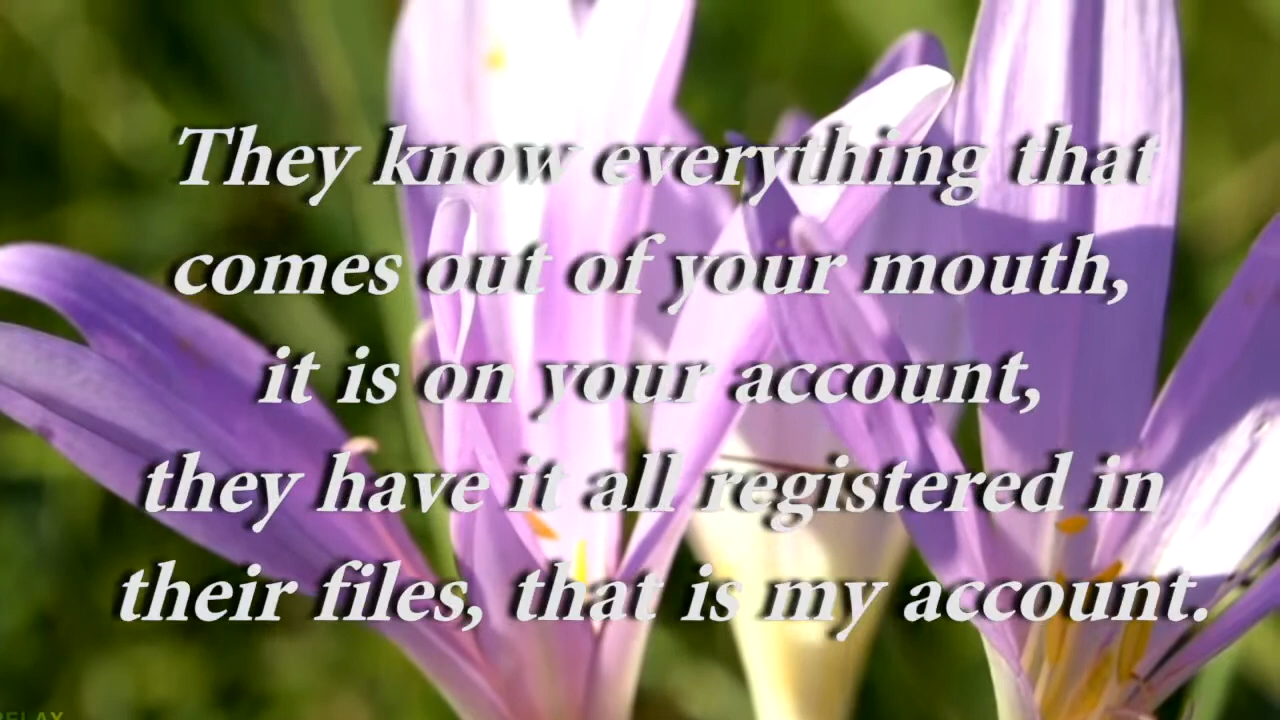 They know everything that
comes out of your mouth,
it is on your account,
they have it all registered in
their files, that is my account.
RELAX